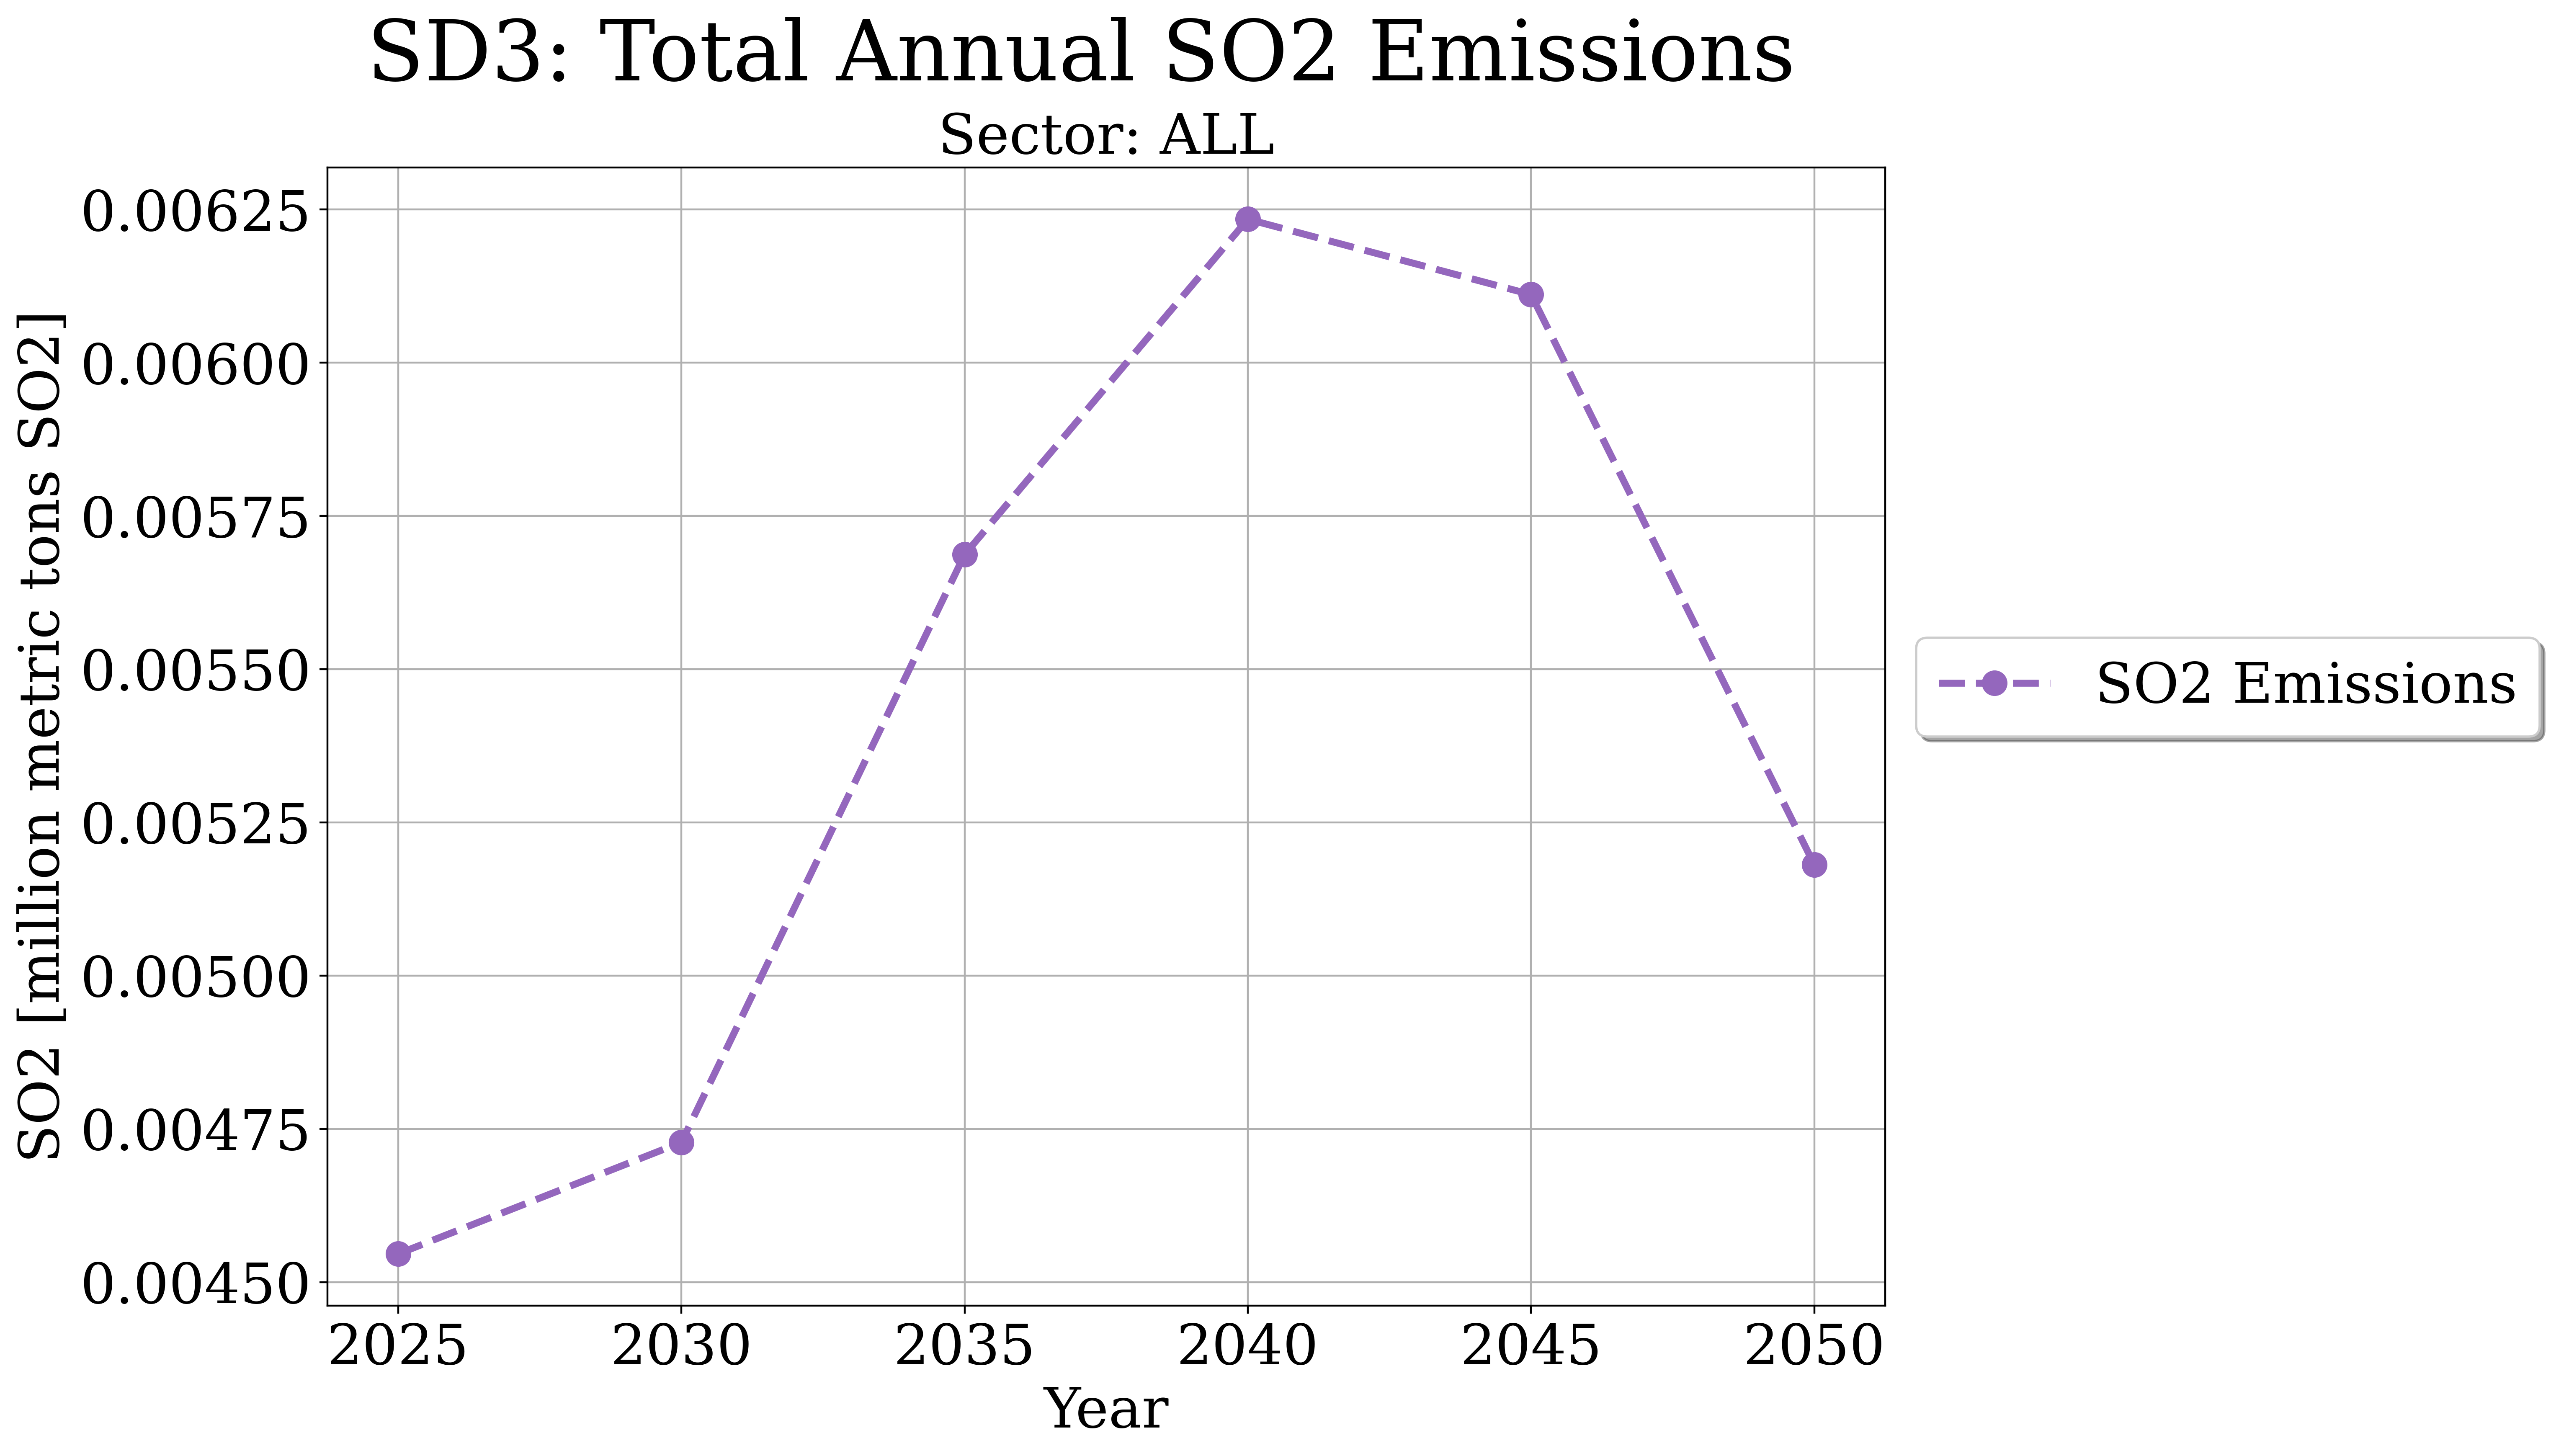 SD3: Total Annual SO2 Emissions
Sector: ALL
SO2 [million metric tons SO2]
0.00625
0.00600
0.00575
0.00550
0.00525
0.00500
0.00475
0.00450
2025 2030 2035 2040 2045 2050
Year
SO2 Emissions